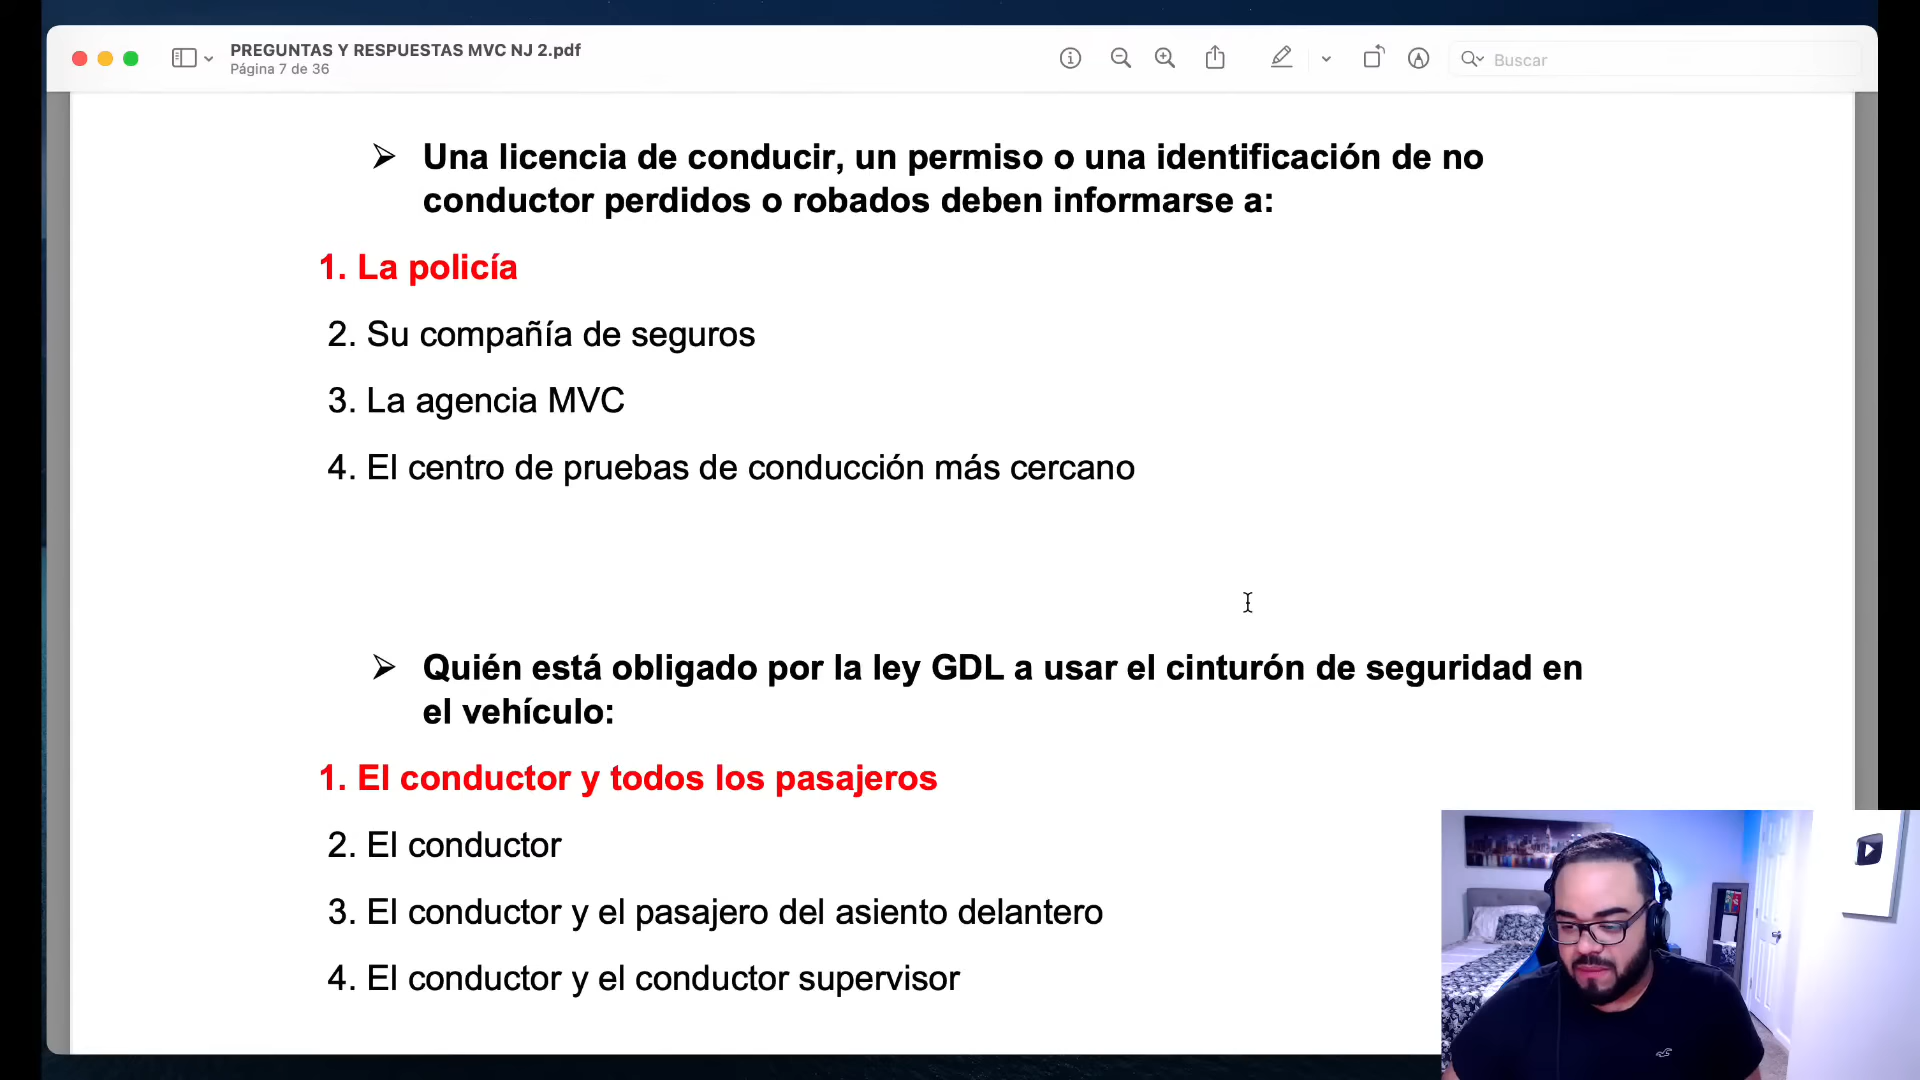 PREGUNTAS Y RESPUESTAS MVC NJ 2.pdf
Página 7 de 36
Buscar
➢ Una licencia de conducir, un permiso o una identificación de no
conductor perdidos o robados deben informarse a:
1. La policía
2. Su compañía de seguros
3. La agencia MVC
4. El centro de pruebas de conducción más cercano
➢ Quién está obligado por la ley GDL a usar el cinturón de seguridad en
el vehículo:
1. El conductor y todos los pasajeros
2. El conductor
3. El conductor y el pasajero del asiento delantero
4. El conductor y el conductor supervisor